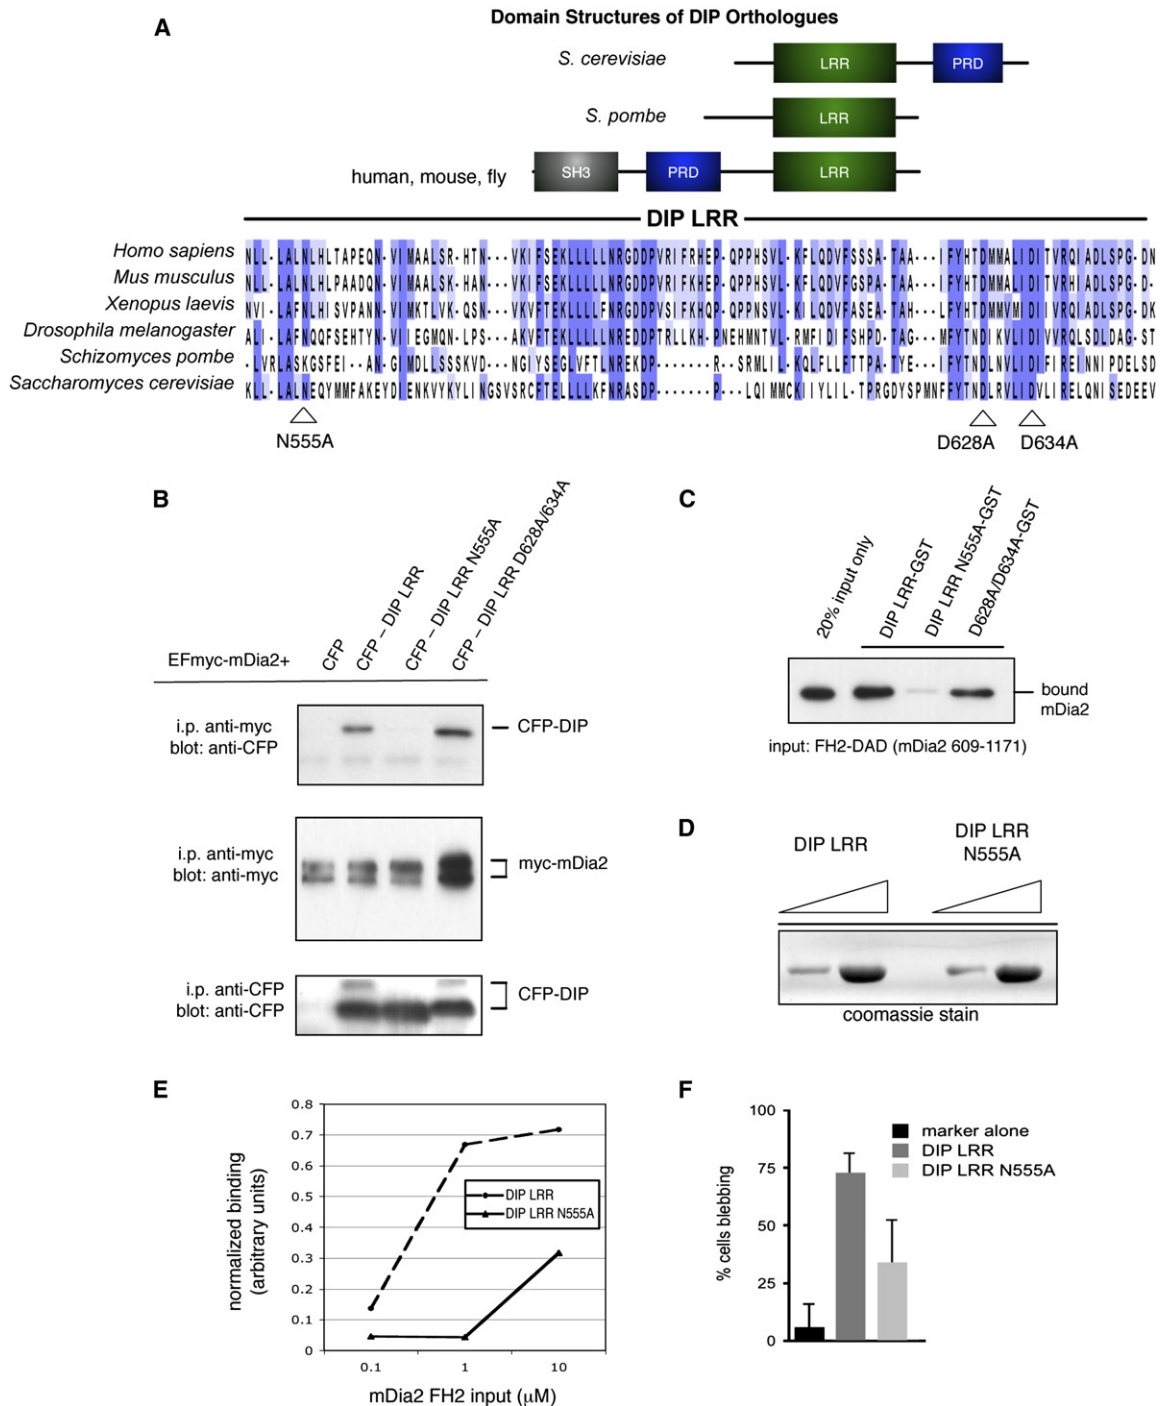 A
Domain Structures of DIP Orthologues
S. cerevisiae
LRR
PRD
S. pombe
LRR
human, mouse, fly
SH3
PRD
LRR
DIP LRR
Homo sapiens
Mus musculus
Xenopus laevis
Drosophila melanogaster
Schizomyces pombe
Saccharomyces cerevisiae
N555A
D628A
D634A
B
EFmyc-mDia2+
CFP
CFP – DIP LRR
CFP – DIP LRR N555A
CFP – DIP LRR D628A/634A
i.p. anti-myc
blot: anti-CFP
CFP-DIP
i.p. anti-myc
blot: anti-myc
myc-mDia2
i.p. anti-CFP
blot: anti-CFP
CFP-DIP
C
20% input only
DIP LRR-GST
DIP LRR N555A-GST
D628A/D634A-GST
bound
mDia2
input: FH2-DAD (mDia2 609-1171)
D
DIP LRR
DIP LRR
N555A
coomassie stain
E
normalized binding
(arbitrary units)
0.8
0.7
0.6
0.5
0.4
0.3
0.2
0.1
0
DIP LRR
DIP LRR N555A
0.1
1
10
mDia2 FH2 input (μM)
F
% cells blebbing
100
75
50
25
0
marker alone
DIP LRR
DIP LRR N555A